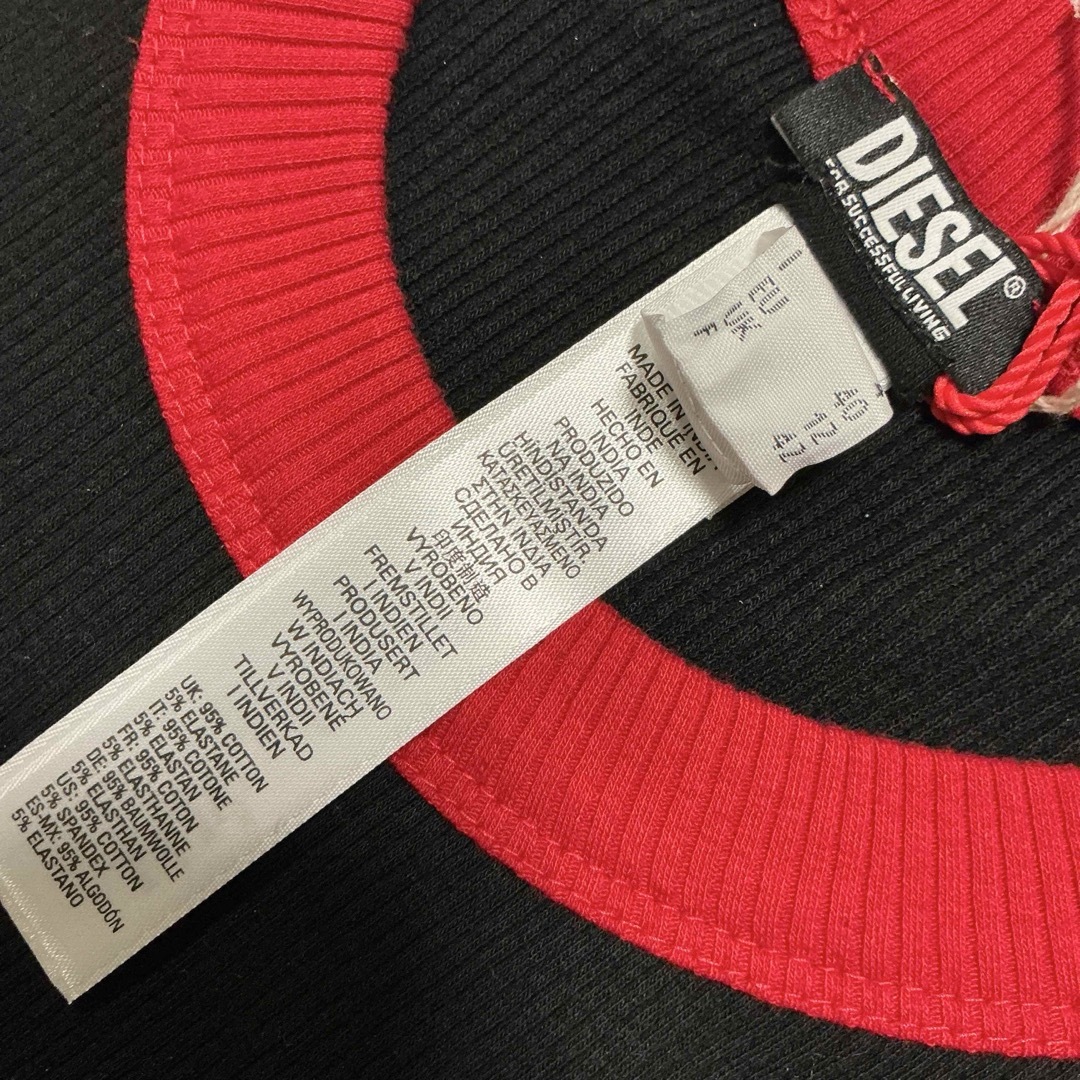 DIESEL®
FOR SUCCESSFUL LIVING
MADE IN INDIA
FABRIQUÉ EN
INDE
HECHO EN
INDIA
PRODUZIDO
NA INDIA
HINDISTANDA
ÜRETILMIŞTIR.
ΚΑΤΑΣΚΕΥΑΣΜΕΝΟ
ΣΤΗΝ ΙΝΔΙΑ
СДЕЛАНО В
ИНДИЯ
印度制造
VYROBENO
V INDII
FREMSTILLET
I INDIEN
PRODUSERT
I INDIA
WYPRODUKOWANO
W INDIACH
VYROBENÉ
V INDII
TILLVERKAD
I INDIEN
UK: 95% COTTON
5% ELASTANE
IT: 95% COTONE
5% ELASTAN
FR: 95% COTON
5% ELASTHANNE
DE: 95% BAUMWOLLE
5% ELASTHAN
US: 95% COTTON
5% SPANDEX
ES-MX: 95% ALGODÓN
5% ELASTANO